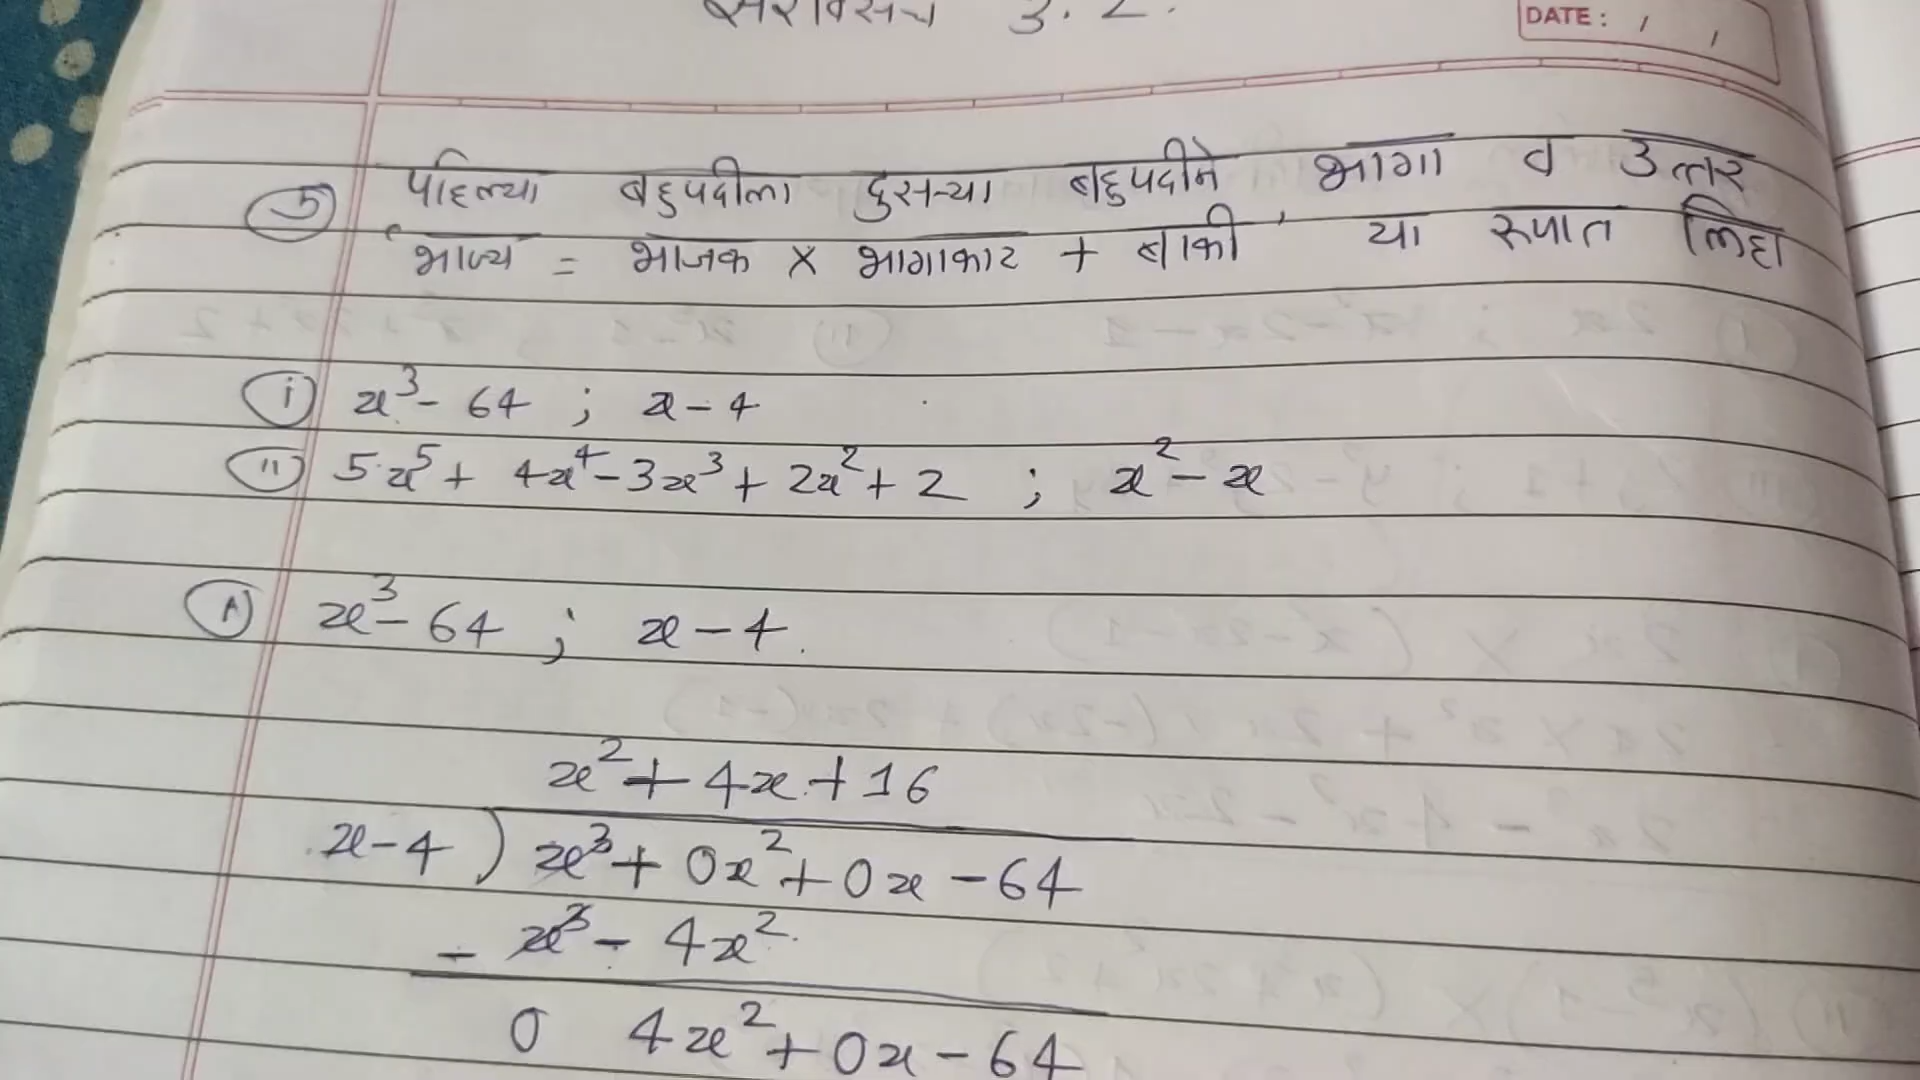 3.2.
DATE: / /
5 पहिल्या बहुपदीला दुसऱ्या बहुपदीने भागा व उत्तर
'भाज्य = भाजक × भागाकार + बाकी' या रूपात लिहा
i x³ - 64 ; x - 4
ii 5x⁵ + 4x⁴ - 3x³ + 2x² + 2 ; x² - x
x³ - 64 ; x - 4.
x² + 4x + 16
x - 4 ) x³ + 0x² + 0x - 64
- x³ - 4x²
0 4x² + 0x - 64